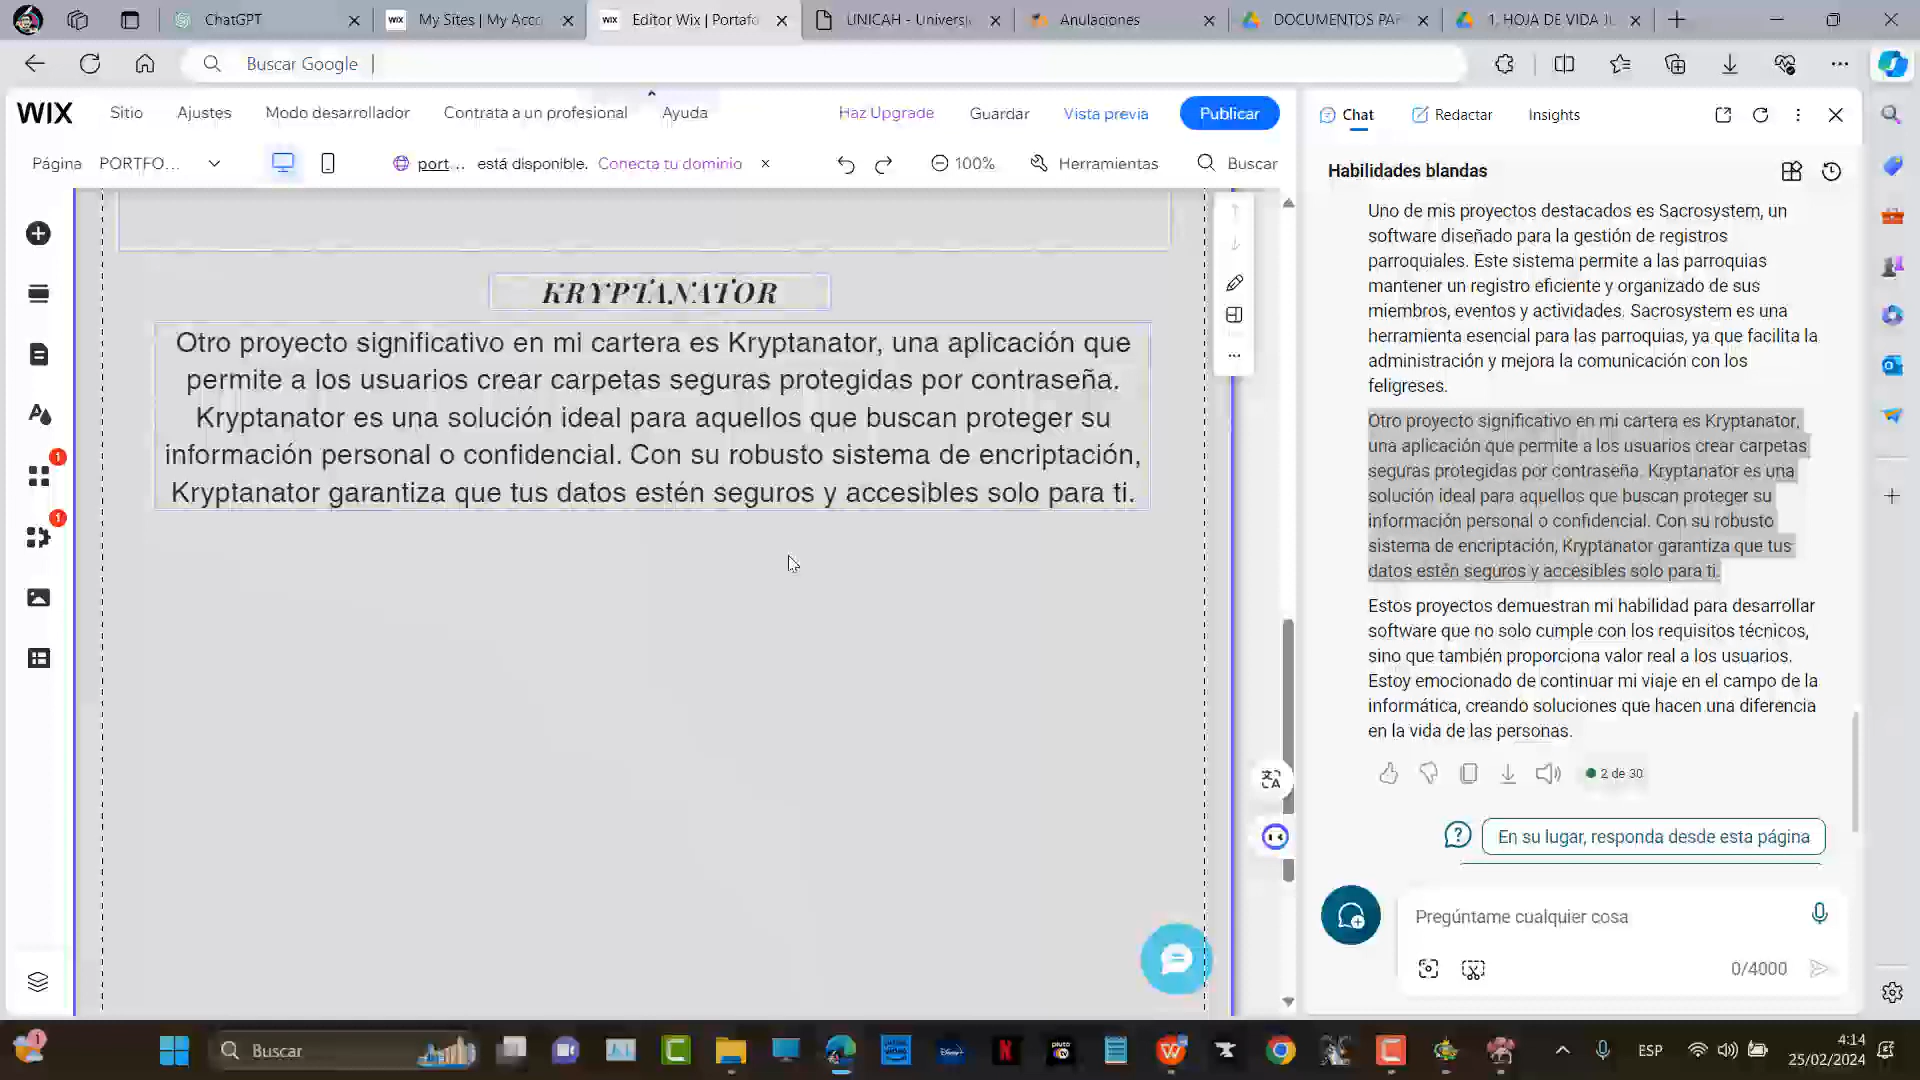 ChatGPT
My Sites | My Acco
Editor Wix | Portafo
UNICAH - Universi
Anulaciones
DOCUMENTOS PAR
1. HOJA DE VIDA JU
Buscar Google
WIX
Sitio
Ajustes
Modo desarrollador
Contrata a un profesional
Ayuda
Haz Upgrade
Guardar
Vista previa
Publicar
Página
PORTFO...
port...
está disponible.
Conecta tu dominio
100%
Herramientas
Buscar
KRYPTANATOR
Otro proyecto significativo en mi cartera es Kryptanator, una aplicación que
permite a los usuarios crear carpetas seguras protegidas por contraseña.
Kryptanator es una solución ideal para aquellos que buscan proteger su
información personal o confidencial. Con su robusto sistema de encriptación,
Kryptanator garantiza que tus datos estén seguros y accesibles solo para ti.
1
1
Chat
Redactar
Insights
Habilidades blandas
Uno de mis proyectos destacados es Sacrosystem, un
software diseñado para la gestión de registros
parroquiales. Este sistema permite a las parroquias
mantener un registro eficiente y organizado de sus
miembros, eventos y actividades. Sacrosystem es una
herramienta esencial para las parroquias, ya que facilita la
administración y mejora la comunicación con los
feligreses.
Otro proyecto significativo en mi cartera es Kryptanator,
una aplicación que permite a los usuarios crear carpetas
seguras protegidas por contraseña. Kryptanator es una
solución ideal para aquellos que buscan proteger su
información personal o confidencial. Con su robusto
sistema de encriptación, Kryptanator garantiza que tus
datos estén seguros y accesibles solo para ti.
Estos proyectos demuestran mi habilidad para desarrollar
software que no solo cumple con los requisitos técnicos,
sino que también proporciona valor real a los usuarios.
Estoy emocionado de continuar mi viaje en el campo de la
informática, creando soluciones que hacen una diferencia
en la vida de las personas.
2 de 30
En su lugar, responda desde esta página
Pregúntame cualquier cosa
0/4000
1
Buscar
ESP
4:14
25/02/2024